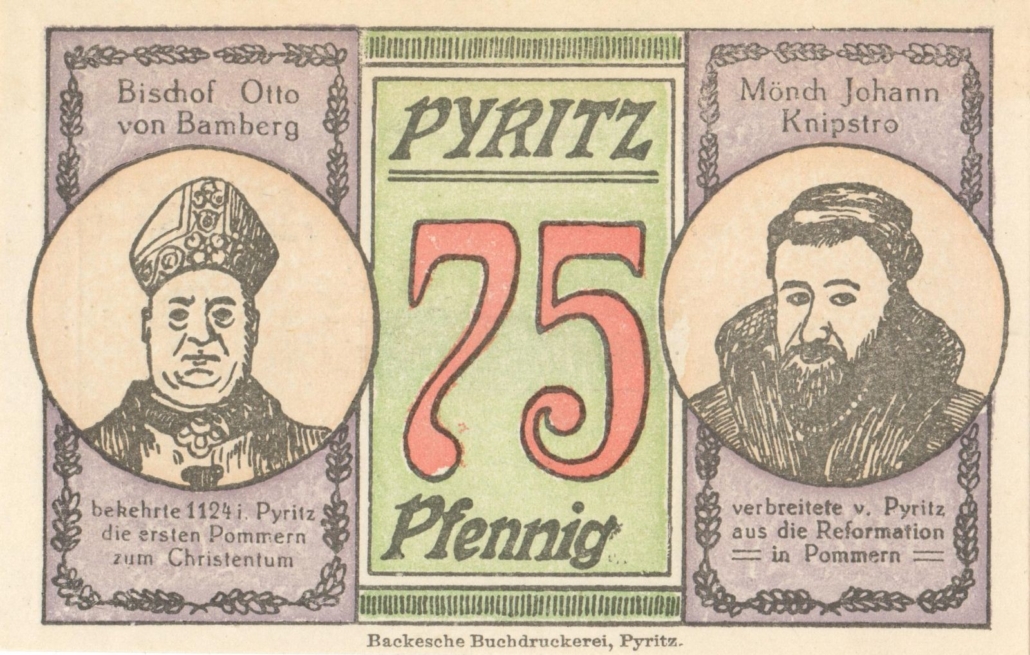 Bischof Otto
von Bamberg
bekehrte 1124 i. Pyritz
die ersten Pommern
zum Christentum
PYRITZ
75
Pfennig
Mönch Johann
Knipstro
verbreitete v. Pyritz
aus die Reformation
in Pommern
Backesche Buchdruckerei, Pyritz.